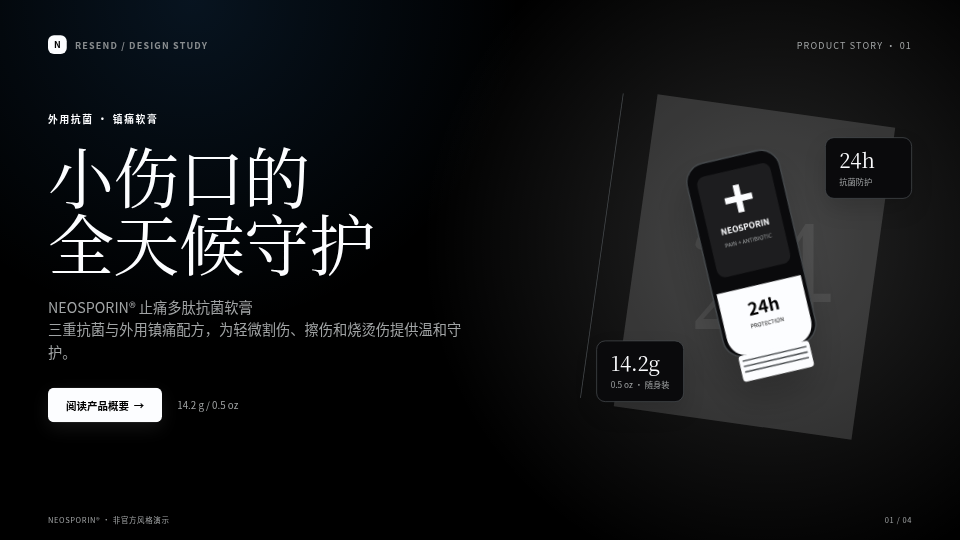 N
RESEND / DESIGN STUDY
PRODUCT STORY • 01
外用抗菌 • 镇痛软膏
小伤口的
全天候守护
NEOSPORIN® 止痛多肽抗菌软膏
三重抗菌与外用镇痛配方，为轻微割伤、擦伤和烧烫伤提供温和守
护。
阅读产品概要 →
14.2 g / 0.5 oz
24h
抗菌防护
NEOSPORIN
PAIN + ANTIBIOTIC
24h
PROTECTION
24
14.2g
0.5 oz • 随身装
NEOSPORIN® • 非官方风格演示
01 / 04